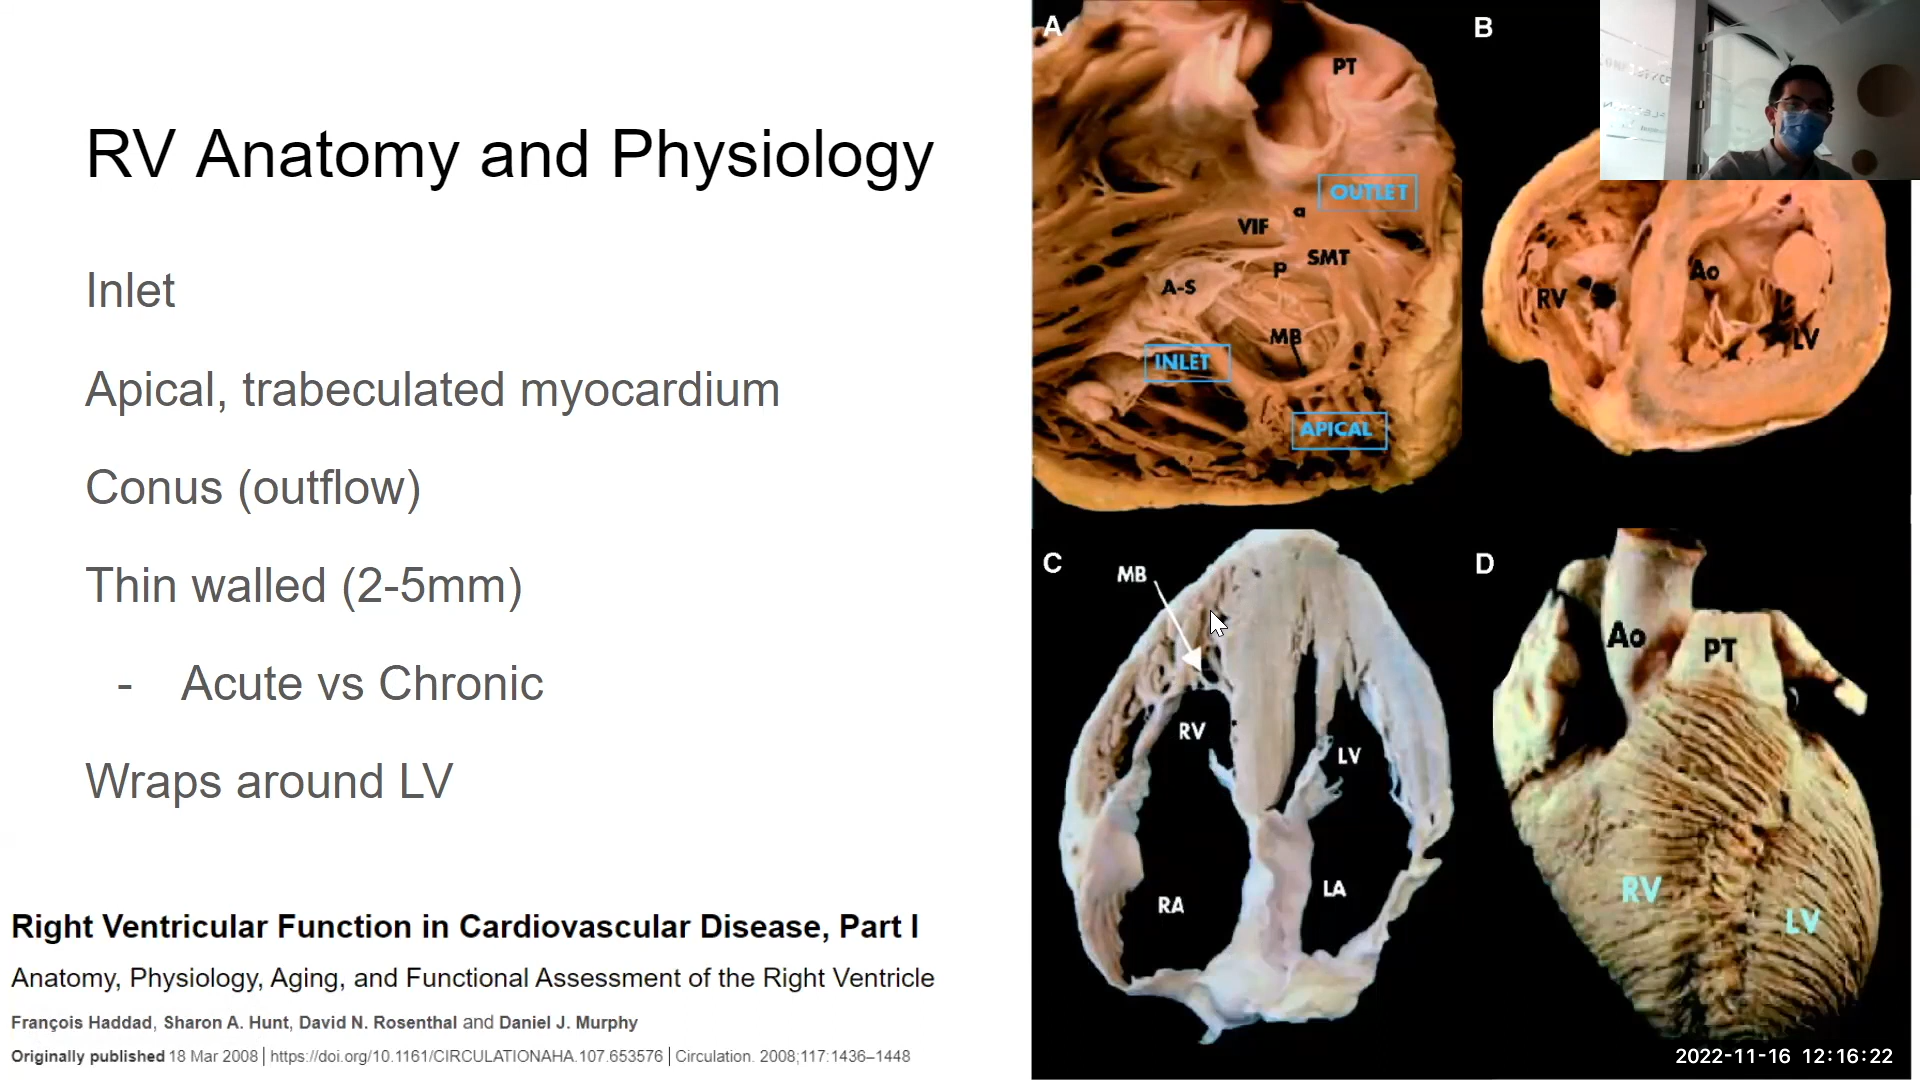 RV Anatomy and Physiology
Inlet
Apical, trabeculated myocardium
Conus (outflow)
Thin walled (2-5mm)
- Acute vs Chronic
Wraps around LV
Right Ventricular Function in Cardiovascular Disease, Part I
Anatomy, Physiology, Aging, and Functional Assessment of the Right Ventricle
François Haddad, Sharon A. Hunt, David N. Rosenthal and Daniel J. Murphy
Originally published 18 Mar 2008 | https://doi.org/10.1161/CIRCULATIONAHA.107.653576 | Circulation. 2008;117:1436–1448
A
PT
OUTLET
a
VIF
SMT
P
A-S
MB
INLET
APICAL
B
Ao
RV
LV
C
MB
RV
LV
LA
RA
D
Ao
PT
RV
LV
2022-11-16 12:16:22